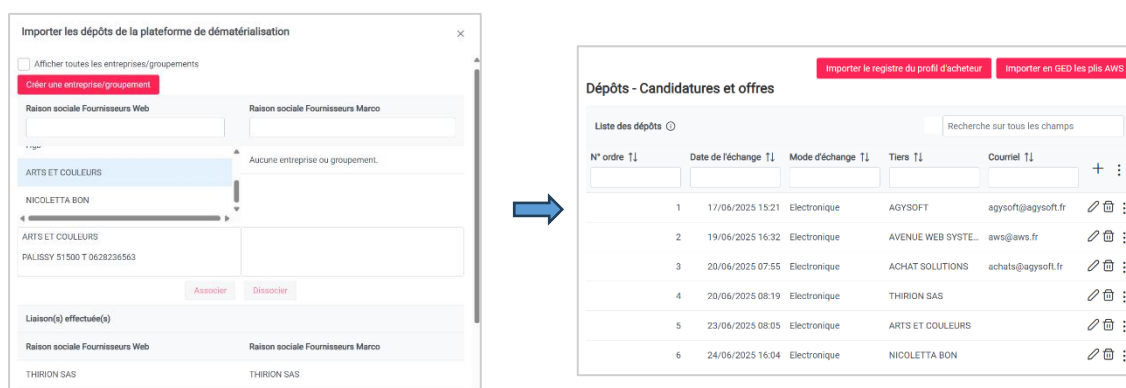 Importer les dépôts de la plateforme de dématérialisation
Afficher toutes les entreprises/groupements
Créer une entreprise/groupement
Raison sociale Fournisseurs Web Raison sociale Fournisseurs Marco
Aucune entreprise ou groupement.
ARTS ET COULEURS
NICOLETTA BON
ARTS ET COULEURS
PALISSY 51500 T 0628236563
Associer Dissocier
Liaison(s) effectuée(s)
Raison sociale Fournisseurs Web Raison sociale Fournisseurs Marco
THIRION SAS THIRION SAS
Importer le registre du profil d'acheteur Importer en GED les plis AWS
Dépôts - Candidatures et offres
Liste des dépôts Recherche sur tous les champs
N° ordre Date de l'échange Mode d'échange Tiers Courriel
1 17/06/2025 15:21 Electronique AGYSOFT agysoft@agysoft.fr
2 19/06/2025 16:32 Electronique AVENUE WEB SYSTE... aws@aws.fr
3 20/06/2025 07:55 Electronique ACHAT SOLUTIONS achats@agysoft.fr
4 20/06/2025 08:19 Electronique THIRION SAS
5 23/06/2025 08:05 Electronique ARTS ET COULEURS
6 24/06/2025 16:04 Electronique NICOLETTA BON